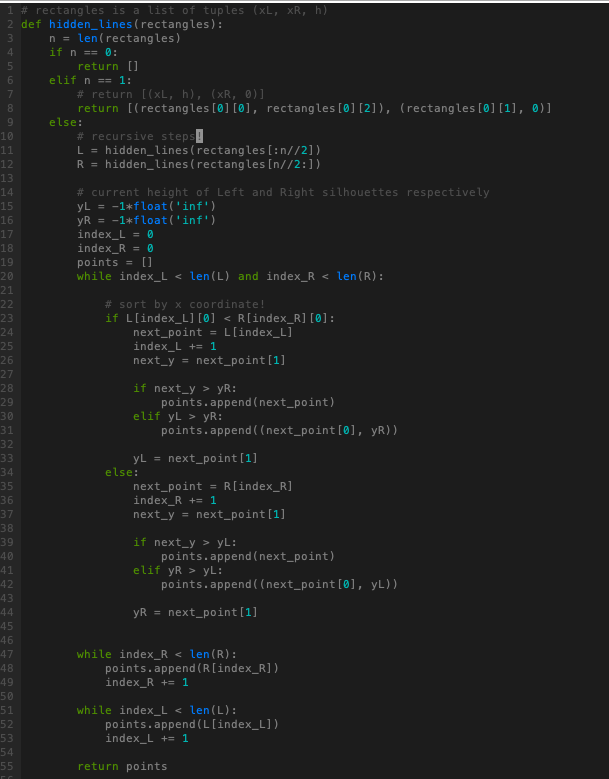 1 # rectangles is a list of tuples (xL, xR, h)
2 def hidden_lines(rectangles):
3     n = len(rectangles)
4     if n == 0:
5         return []
6     elif n == 1:
7         # return [(xL, h), (xR, 0)]
8         return [(rectangles[0][0], rectangles[0][2]), (rectangles[0][1], 0)]
9     else:
10         # recursive steps!
11         L = hidden_lines(rectangles[:n//2])
12         R = hidden_lines(rectangles[n//2:])
13
14         # current height of Left and Right silhouettes respectively
15         yL = -1*float('inf')
16         yR = -1*float('inf')
17         index_L = 0
18         index_R = 0
19         points = []
20         while index_L < len(L) and index_R < len(R):
21
22             # sort by x coordinate!
23             if L[index_L][0] < R[index_R][0]:
24                 next_point = L[index_L]
25                 index_L += 1
26                 next_y = next_point[1]
27
28                 if next_y > yR:
29                     points.append(next_point)
30                 elif yL > yR:
31                     points.append((next_point[0], yR))
32
33                 yL = next_point[1]
34             else:
35                 next_point = R[index_R]
36                 index_R += 1
37                 next_y = next_point[1]
38
39                 if next_y > yL:
40                     points.append(next_point)
41                 elif yR > yL:
42                     points.append((next_point[0], yL))
43
44                 yR = next_point[1]
45
46
47         while index_R < len(R):
48             points.append(R[index_R])
49             index_R += 1
50
51         while index_L < len(L):
52             points.append(L[index_L])
53             index_L += 1
54
55         return points